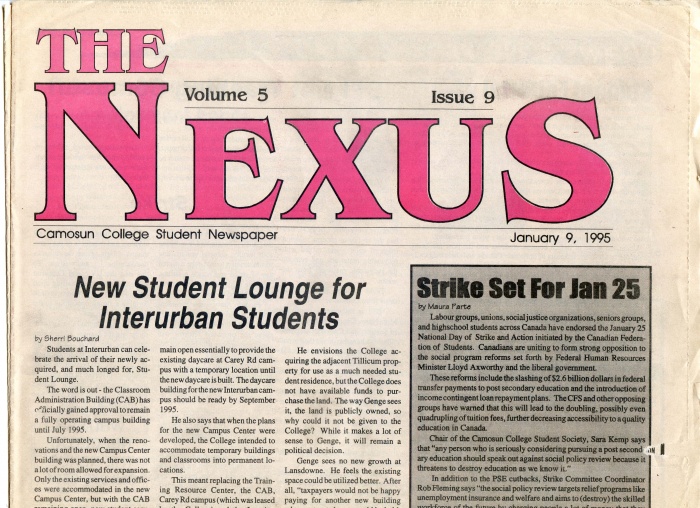 THE
NEXUS
Volume 5 Issue 9
Camosun College Student Newspaper January 9, 1995
New Student Lounge for
Interurban Students
by Sherri Bouchard
Students at Interurban can cele-
brate the arrival of their newly ac-
quired, and much longed for, Stu-
dent Lounge.
The word is out - the Classroom
Administration Building (CAB) has
officially gained approval to remain
a fully operating campus building
until July 1995.
Unfortunately, when the reno-
vations and the new Campus Center
building was planned, there was not
a lot of room allowed for expansion.
Only the existing services and offic-
es were accommodated in the new
Campus Center, but with the CAB
main open essentially to provide the
existing daycare at Carey Rd cam-
pus with a temporary location until
the new daycare is built. The daycare
building for the new Interurban cam-
pus should be ready by September
1995.
He also says that when the plans
for the new Campus Center were
developed, the College intended to
accommodate temporary buildings
and classrooms into permanent lo-
cations.
This meant replacing the Train-
ing Resource Center, the CAB,
Carey Rd campus (which was leased
He envisions the College ac-
quiring the adjacent Tillicum prop-
erty for use as a much needed stu-
dent residence, but the College does
not have available funds to pur-
chase the land. The way Genge sees
it, the land is publicly owned, so
why could it not be given to the
College? While it makes a lot of
sense to Genge, it will remain a
political decision.
Genge sees no new growth at
Lansdowne. He feels the existing
space could be utilized better. After
all, "taxpayers would not be happy
paying for another new building
Strike Set For Jan 25
by Maura Parte
Labour groups, unions, social justice organizations, seniors groups,
and highschool students across Canada have endorsed the January 25
National Day of Strike and Action initiated by the Canadian Federa-
tion of Students. Canadians are uniting to form strong opposition to
the social program reforms set forth by Federal Human Resources
Minister Lloyd Axworthy and the liberal government.
These reforms include the slashing of $2.6 billion dollars in federal
transfer payments to post secondary education and the introduction of
income contingent loan repayment plans. The CFS and other opposing
groups have warned that this will lead to the doubling, possibly even
quadrupling of tuition fees, further decreasing accessibility to a quality
education in Canada.
Chair of the Camosun College Student Society, Sara Kemp says
that "any person who is seriously considering pursuing a post second
ary education should speak out against social policy review because it
threatens to destroy education as we know it."
In addition to the PSE cutbacks, Strike Committee Coordinator
Rob Fleming says "the social policy review targets relief programs like
unemployment insurance and welfare and aims to (destroy) the skilled